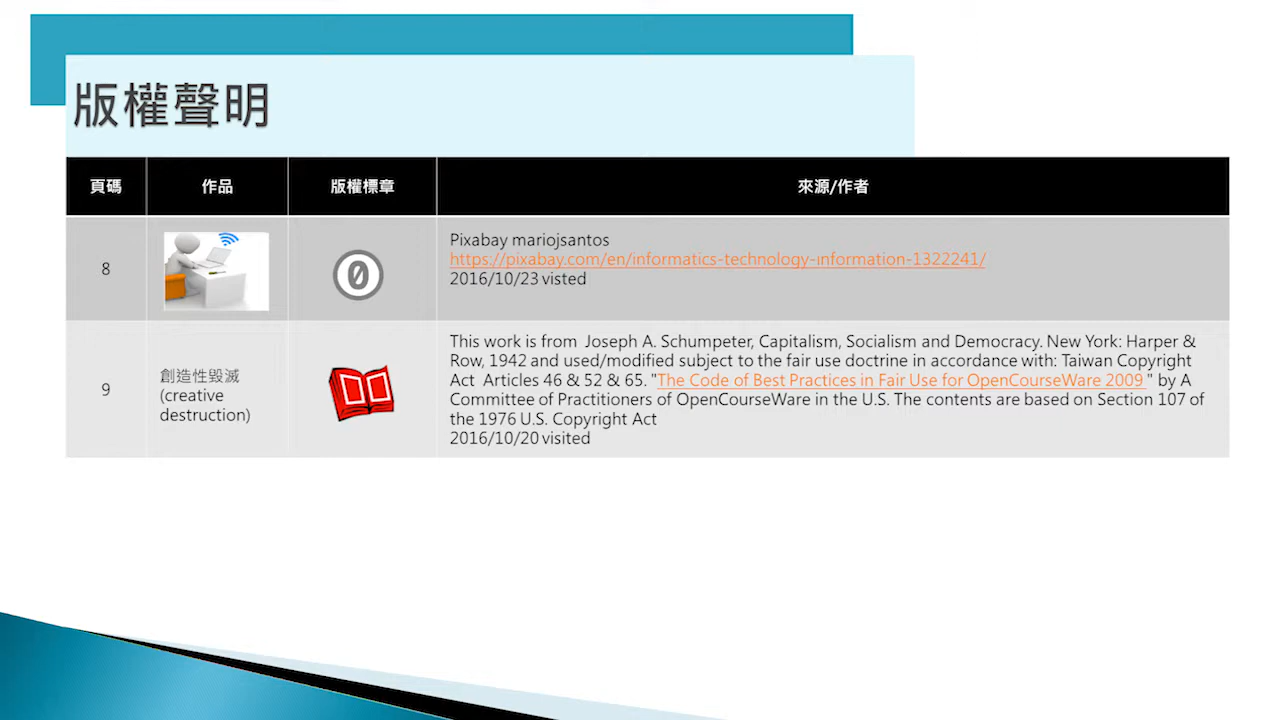 版權聲明
頁碼
作品
版權標章
來源/作者
8
0
Pixabay mariojsantos
https://pixabay.com/en/informatics-technology-information-1322241/
2016/10/23 visted
9
創造性毀滅
(creative
destruction)
This work is from Joseph A. Schumpeter, Capitalism, Socialism and Democracy. New York: Harper &
Row, 1942 and used/modified subject to the fair use doctrine in accordance with: Taiwan Copyright
Act Articles 46 & 52 & 65. "The Code of Best Practices in Fair Use for OpenCourseWare 2009 " by A
Committee of Practitioners of OpenCourseWare in the U.S. The contents are based on Section 107 of
the 1976 U.S. Copyright Act
2016/10/20 visited